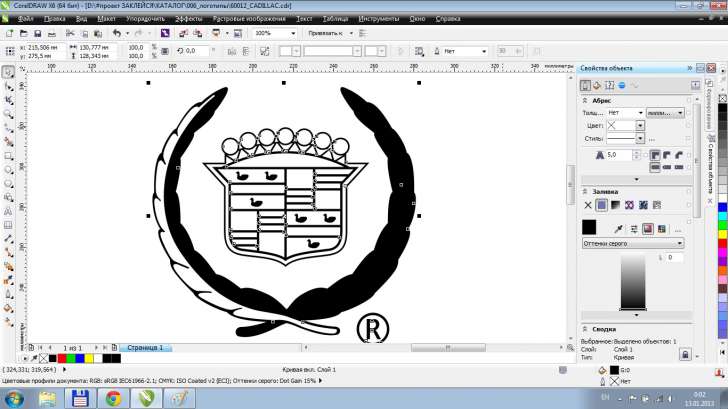 CorelDRAW X6 (64 бит) - [D:\#проект ЗАКЛЕЙСЯ\КАТАЛОГ\006_логотипы\60012_CADILLAC.cdr]
Файл Правка Вид Макет Упорядочить Эффекты Растровые изображения Текст Таблица Инструменты Окно Справка
100% Привязать к
x: 215,506 мм 130,777 мм 100,0 % 0,0 °
y: 275,5 мм 128,343 мм 100,0 % Нет 30
миллиметры
Свойства объекта
Абрис
Нет
Цвет:
Стиль:
5,0
Заливка
Оттенки серого
L 0
Сводка
Выбранное: Выделено объектов: 1
Слой: Слой 1
Тип: Кривая
Свойства объекта
®
1 из 1 Страница 1
( 324,331; 319,564 ) Кривая вкл. Слой 1 G:0
Цветовые профили документа: RGB: sRGB IEC61966-2.1; CMYK: ISO Coated v2 (ECI); Оттенки серого: Dot Gain 15% Нет
EN 0:02
13.01.2013